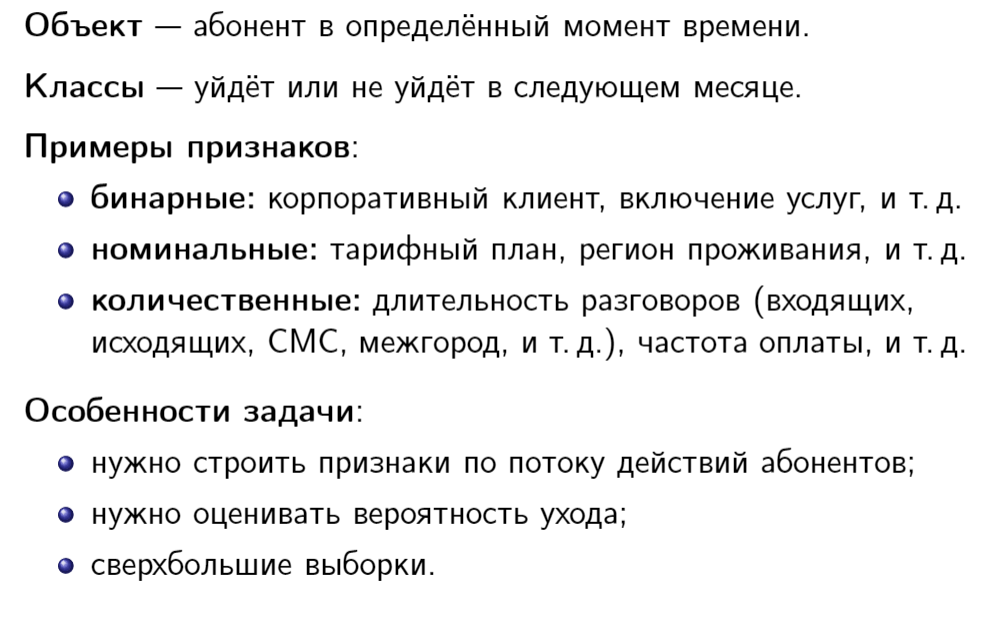 Объект — абонент в определённый момент времени.
Классы — уйдёт или не уйдёт в следующем месяце.
Примеры признаков:
бинарные: корпоративный клиент, включение услуг, и т. д.
номинальные: тарифный план, регион проживания, и т. д.
количественные: длительность разговоров (входящих,
исходящих, СМС, межгород, и т. д.), частота оплаты, и т. д.
Особенности задачи:
нужно строить признаки по потоку действий абонентов;
нужно оценивать вероятность ухода;
сверхбольшие выборки.